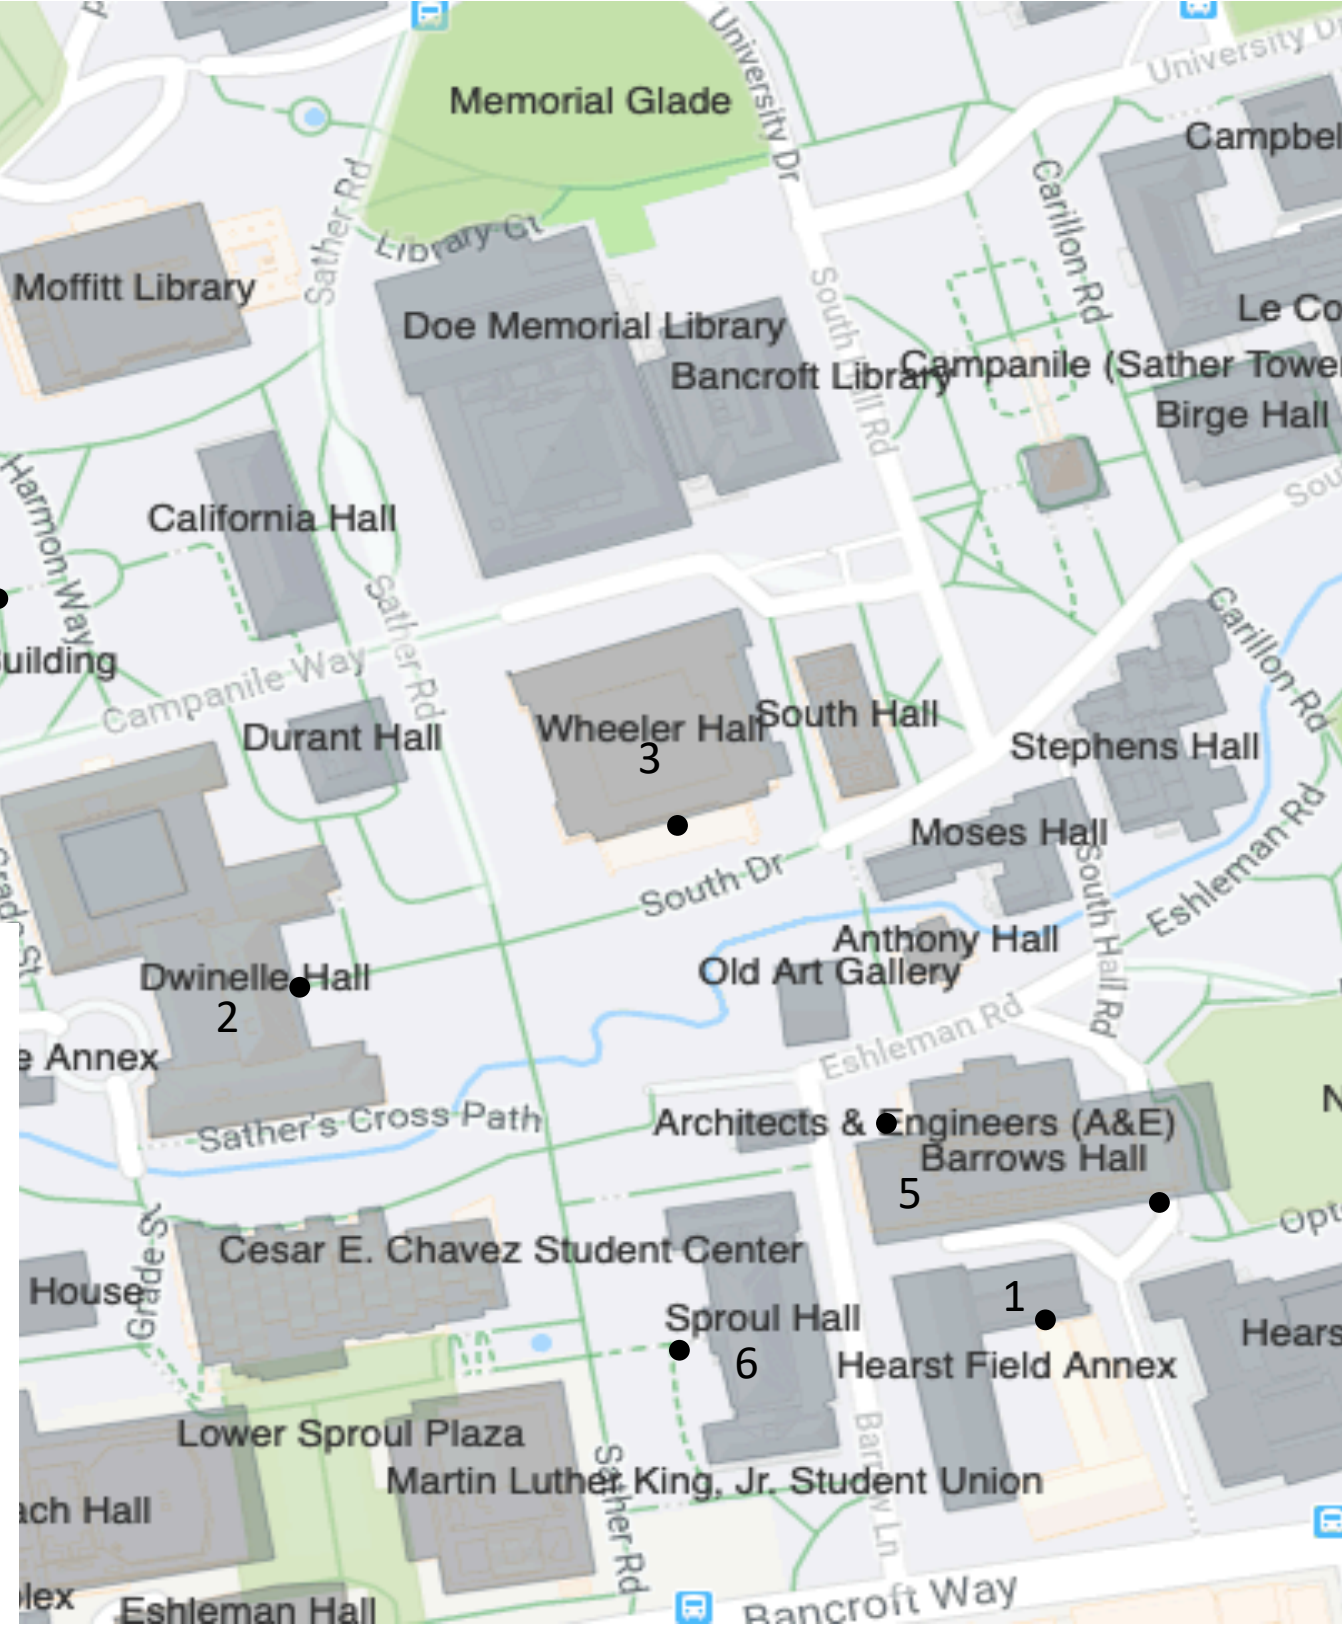 Memorial Glade
University Dr
University Dr
Campbel
Sather Rd
Library Ct
Carillon Rd
Moffitt Library
South Hall Rd
Le Co
Doe Memorial Library
Bancroft Library
Campanile (Sather Tower
Birge Hall
Sou
Harmon Way
California Hall
Sather Rd
Carillon Rd
uilding
Campanile Way
Durant Hall
Wheeler Hall
3
South Hall
Stephens Hall
Moses Hall
South Hall Rd
South Dr
Eshleman Rd
Grade St
Anthony Hall
Old Art Gallery
Dwinelle Hall
2
e Annex
Eshleman Rd
Sather's Cross Path
Architects & Engineers (A&E)
Barrows Hall
5
N
Grade St
Opto
Cesar E. Chavez Student Center
House
1
Sproul Hall
6
Hears
Hearst Field Annex
Lower Sproul Plaza
Sather Rd
Barrow Ln
Martin Luther King, Jr. Student Union
ach Hall
lex
Eshleman Hall
Bancroft Way